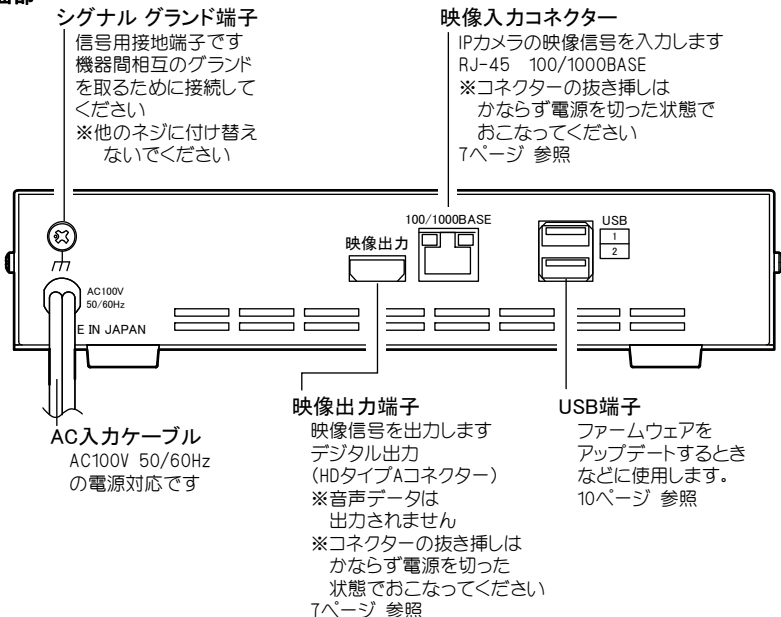 シグナル グランド端子
信号用接地端子です
機器間相互のグランド
を取るために接続して
ください
※他のネジに付け替え
ないでください
映像入力コネクター
IPカメラの映像信号を入力します
RJ-45 100/1000BASE
※コネクターの抜き挿しは
かならず電源を切った状態で
おこなってください
7ページ 参照
100/1000BASE
映像出力
USB
1
2
AC100V
50/60Hz
E IN JAPAN
AC入力ケーブル
AC100V 50/60Hz
の電源対応です
映像出力端子
映像信号を出力します
デジタル出力
(HDタイプAコネクター)
※音声データは
出力されません
※コネクターの抜き挿しは
かならず電源を切った
状態でおこなってください
7ページ 参照
USB端子
ファームウェアを
アップデートするとき
などに使用します。
10ページ 参照